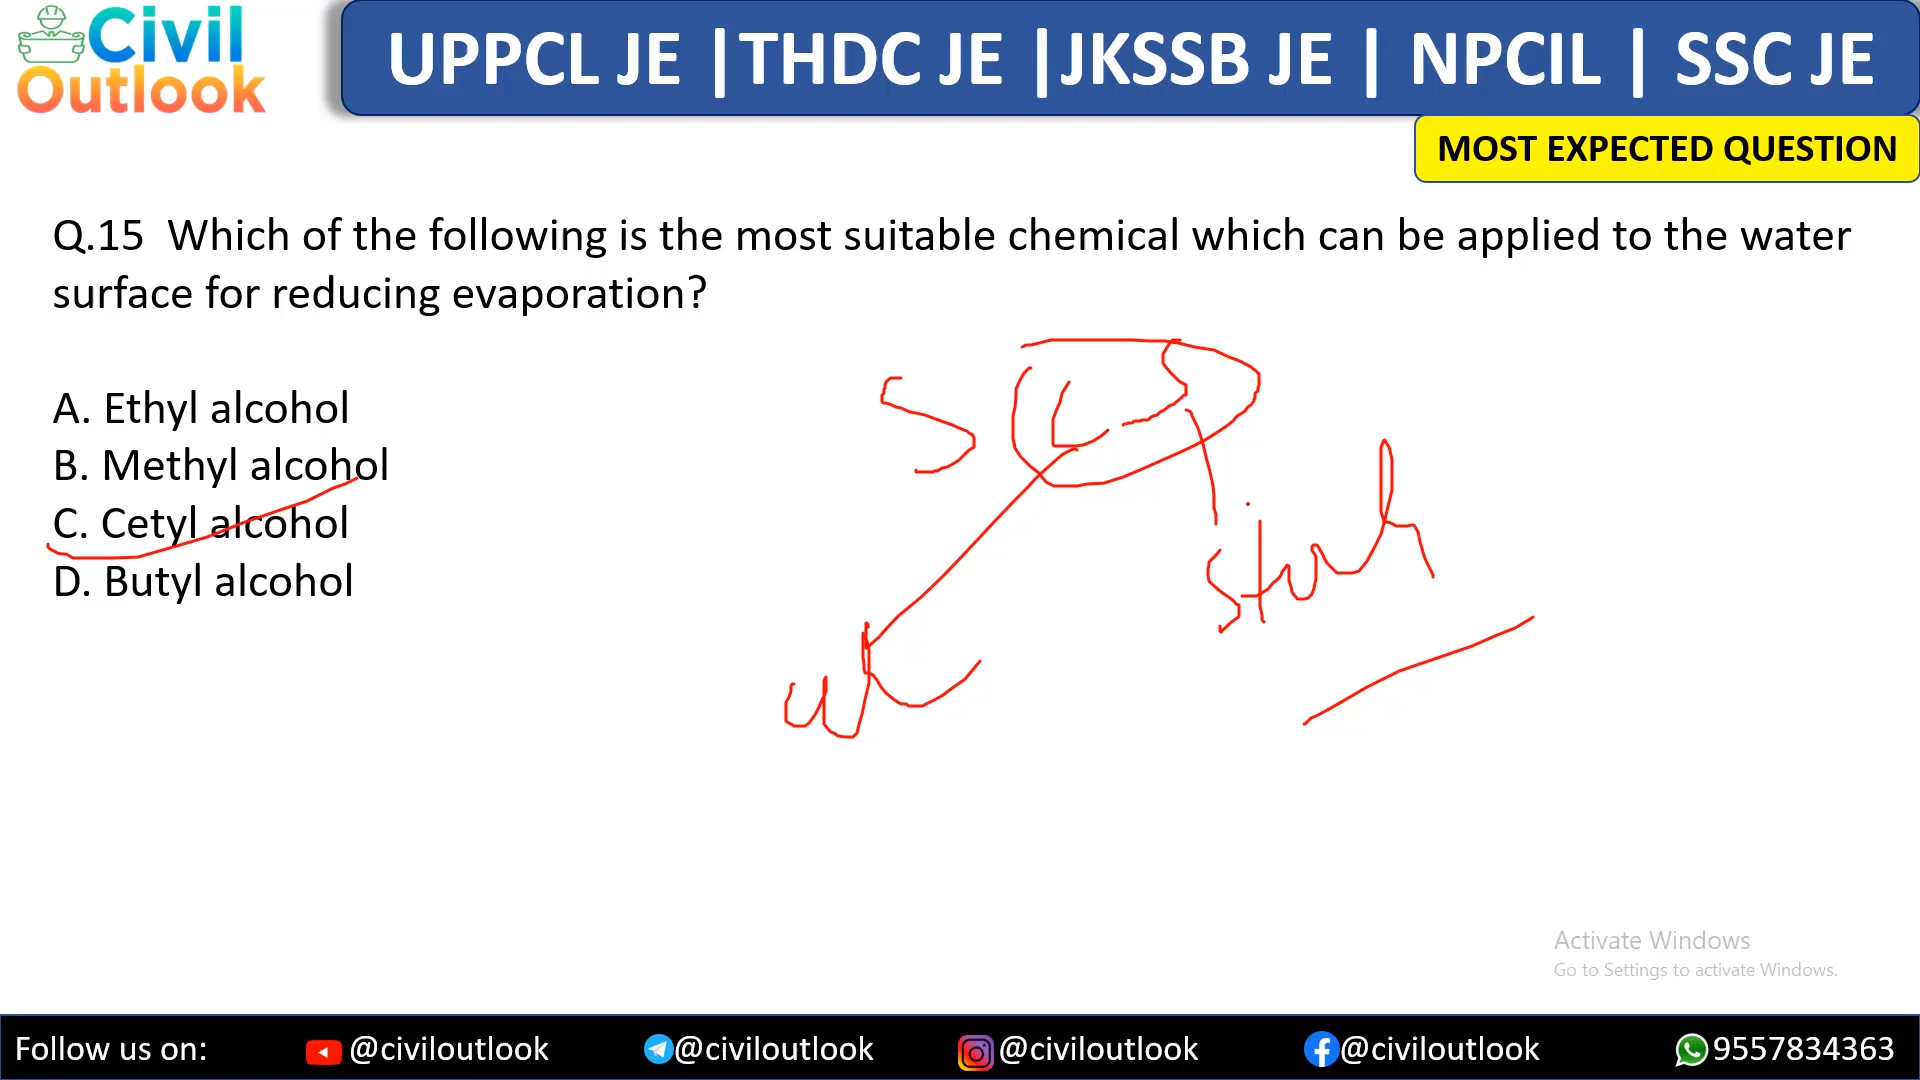 Civil
Outlook
UPPCL JE | THDC JE | JKSSB JE | NPCIL | SSC JE
MOST EXPECTED QUESTION
Q.15 Which of the following is the most suitable chemical which can be applied to the water
surface for reducing evaporation?
A. Ethyl alcohol
B. Methyl alcohol
C. Cetyl alcohol
D. Butyl alcohol
S
Activate Windows
Go to Settings to activate Windows.
Follow us on: @civiloutlook @civiloutlook @civiloutlook @civiloutlook 9557834363